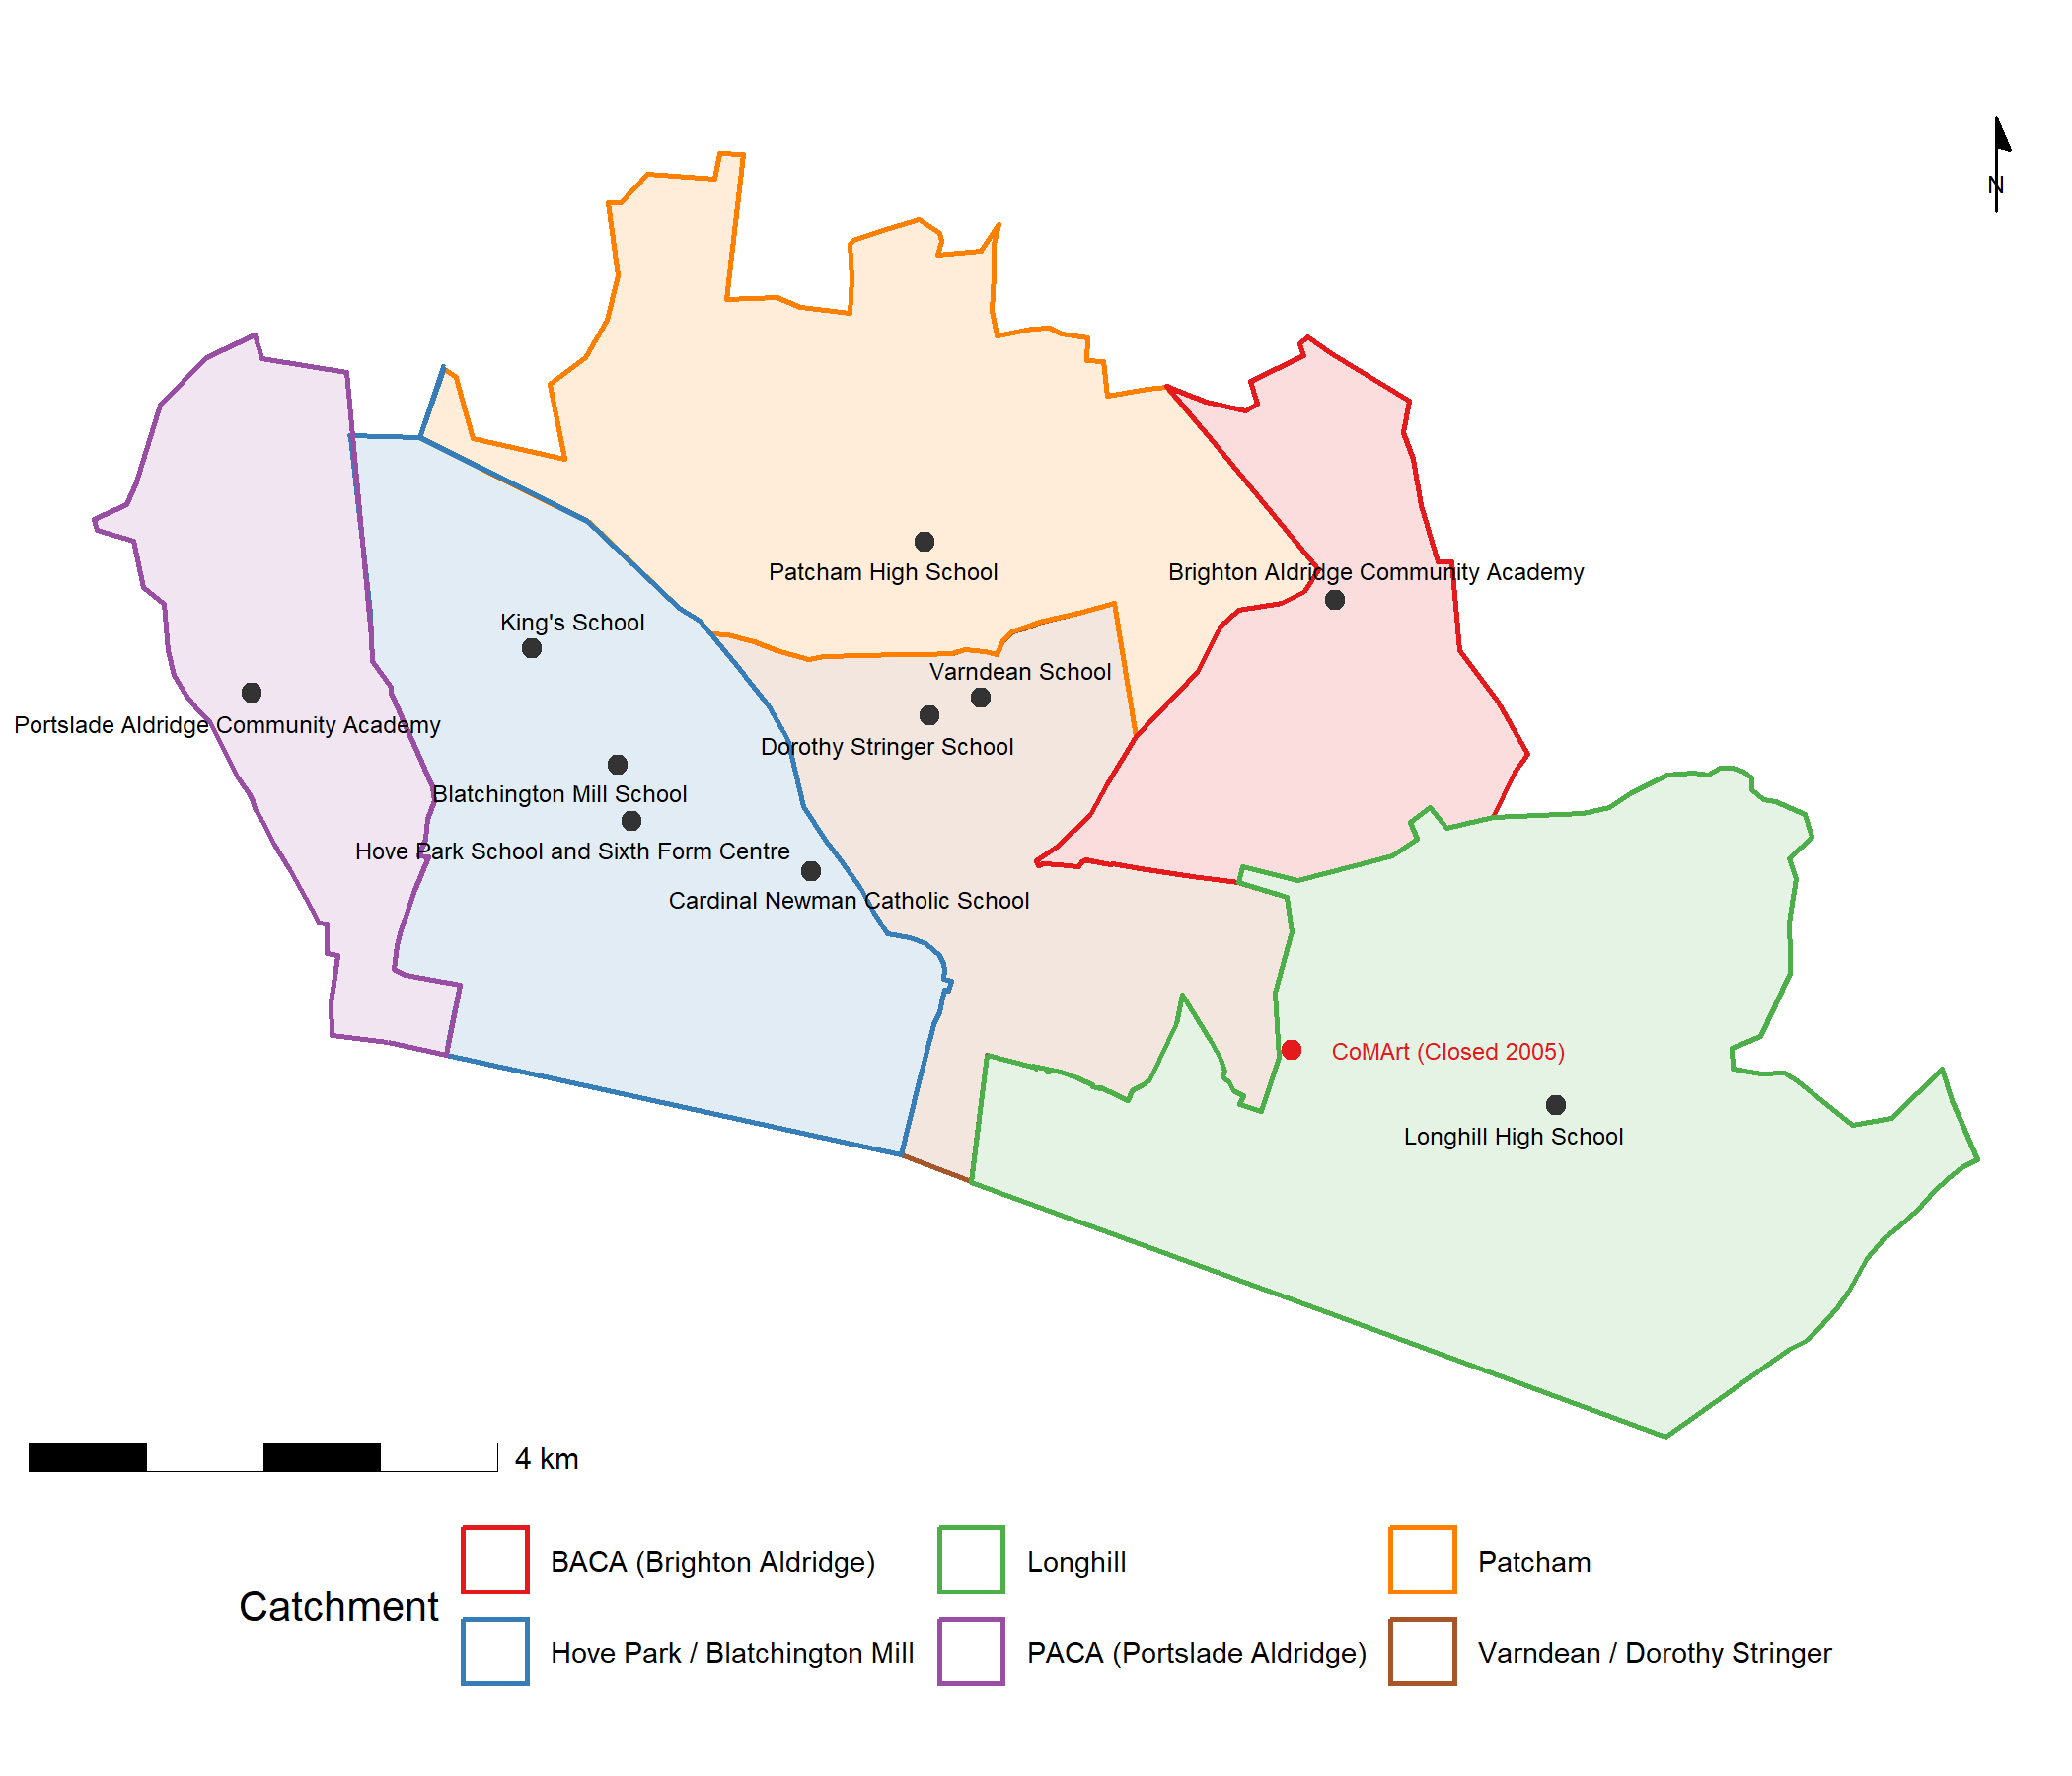 N
Patcham High School
Brighton Aldridge Community Academy
King's School
Varndean School
Portslade Aldridge Community Academy
Dorothy Stringer School
Blatchington Mill School
Hove Park School and Sixth Form Centre
Cardinal Newman Catholic School
CoMArt (Closed 2005)
Longhill High School
4 km
Catchment
BACA (Brighton Aldridge)
Longhill
Patcham
Hove Park / Blatchington Mill
PACA (Portslade Aldridge)
Varndean / Dorothy Stringer